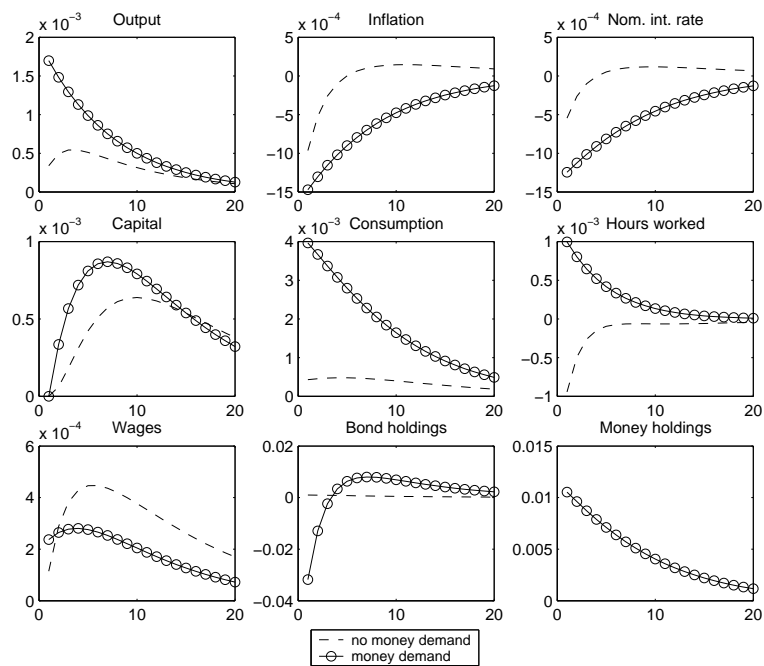 Output
x 10⁻³
2
1.5
1
0.5
0
0 10 20
Inflation
x 10⁻⁴
5
0
−5
−10
−15
0 10 20
Nom. int. rate
x 10⁻⁴
5
0
−5
−10
−15
0 10 20
Capital
x 10⁻³
1
0.5
0
0 10 20
Consumption
x 10⁻³
4
3
2
1
0
0 10 20
Hours worked
x 10⁻³
1
0.5
0
−0.5
−1
0 10 20
Wages
x 10⁻⁴
6
4
2
0
0 10 20
Bond holdings
0.02
0
−0.02
−0.04
0 10 20
Money holdings
0.015
0.01
0.005
0
0 10 20
no money demand
money demand